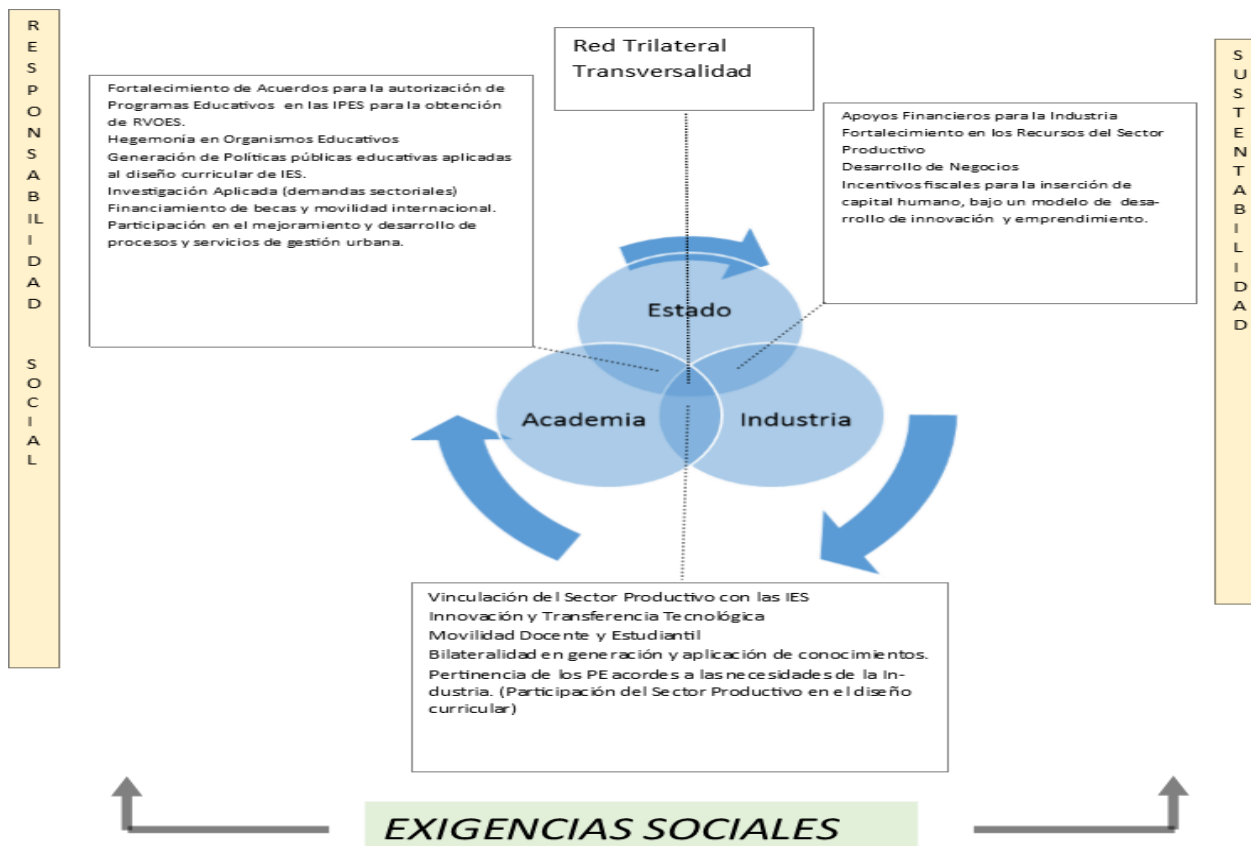 RESPONSABILIDAD SOCIAL
Red Trilateral
Transversalidad
SUSTENTABILIDAD
Fortalecimiento de Acuerdos para la autorización de
Programas Educativos en las IPES para la obtención
de RVOES.
Hegemonía en Organismos Educativos
Generación de Políticas públicas educativas aplicadas
al diseño curricular de IES.
Investigación Aplicada (demandas sectoriales)
Financiamiento de becas y movilidad internacional.
Participación en el mejoramiento y desarrollo de
procesos y servicios de gestión urbana.
Apoyos Financieros para la Industria
Fortalecimiento en los Recursos del Sector
Productivo
Desarrollo de Negocios
Incentivos fiscales para la inserción de
capital humano, bajo un modelo de desa-
rrollo de innovación y emprendimiento.
Estado
Academia
Industria
Vinculación del Sector Productivo con las IES
Innovación y Transferencia Tecnológica
Movilidad Docente y Estudiantil
Bilateralidad en generación y aplicación de conocimientos.
Pertinencia de los PE acordes a las necesidades de la In-
dustria. (Participación del Sector Productivo en el diseño
curricular)
EXIGENCIAS SOCIALES